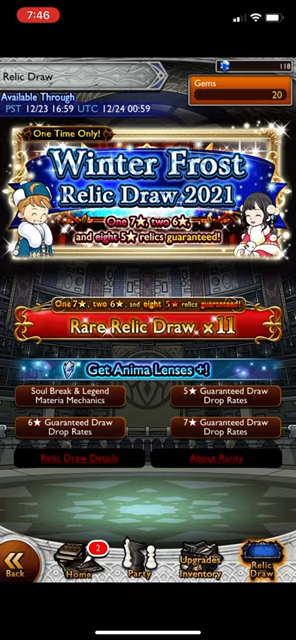 7:46
Relic Draw
118
Gems
20
Available Through
PST 12/23 16:59 UTC 12/24 00:59
One Time Only!
Winter Frost
Relic Draw 2021
One 7★, two 6★,
and eight 5★ relics guaranteed!
One 7★, two 6★, and eight 5★ relics guaranteed!
Rare Relic Draw x11
Get Anima Lenses +!
Soul Break & Legend
Materia Mechanics
5★ Guaranteed Draw
Drop Rates
6★ Guaranteed Draw
Drop Rates
7★ Guaranteed Draw
Drop Rates
Relic Draw Details
About Rarity
Back
2
Home
Party
Upgrades
& Inventory
Relic
Draw